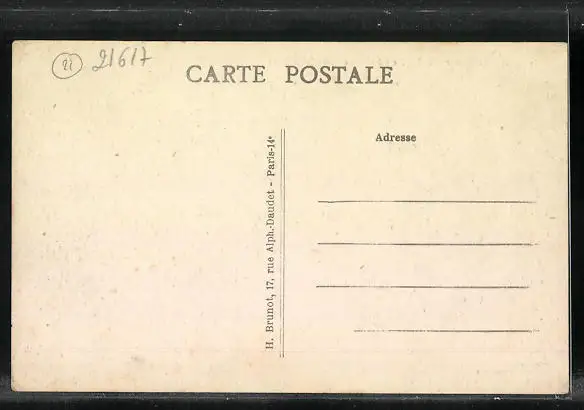 21 21617
CARTE POSTALE
Adresse
H. Brunot, 17, rue Alph.-Daudet - Paris-14e